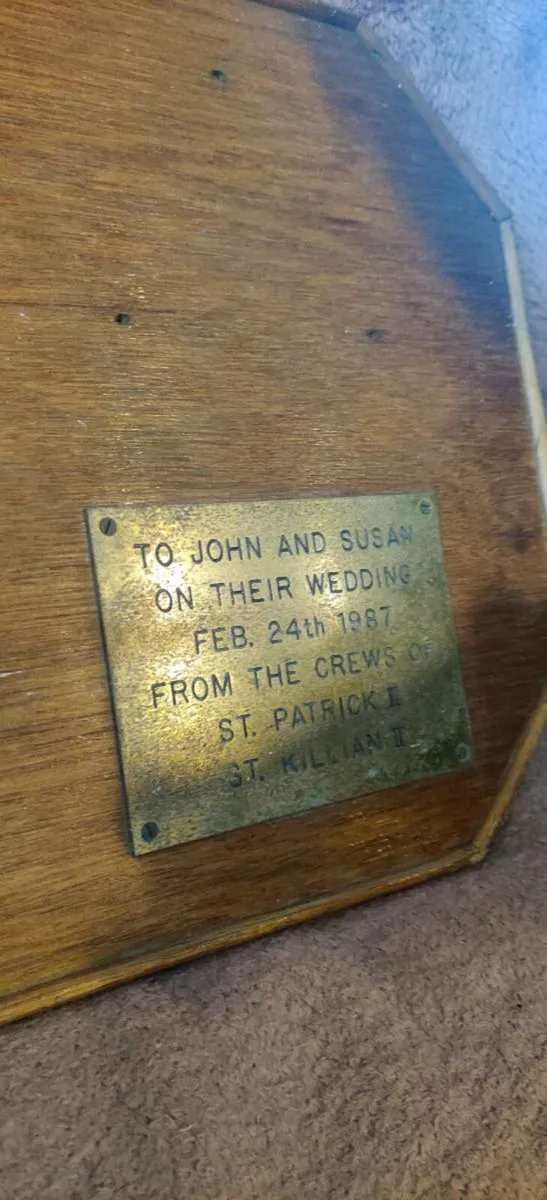 TO JOHN AND SUSAN
ON THEIR WEDDING
FEB. 24th 1987
FROM THE CREWS OF
ST. PATRICK II
ST. KILLIAN II